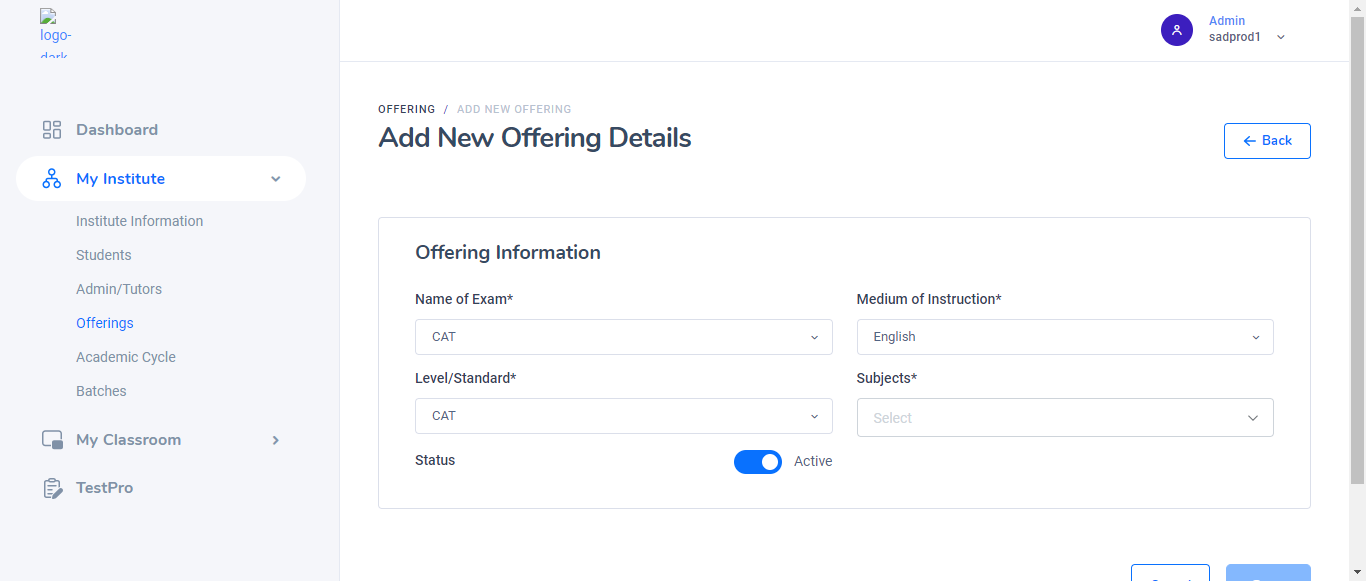 logo-
dark
Admin
sadprod1
Dashboard
My Institute
Institute Information
Students
Admin/Tutors
Offerings
Academic Cycle
Batches
My Classroom
TestPro
OFFERING / ADD NEW OFFERING
Add New Offering Details
Back
Offering Information
Name of Exam*
CAT
Medium of Instruction*
English
Level/Standard*
CAT
Subjects*
Select
Status
Active